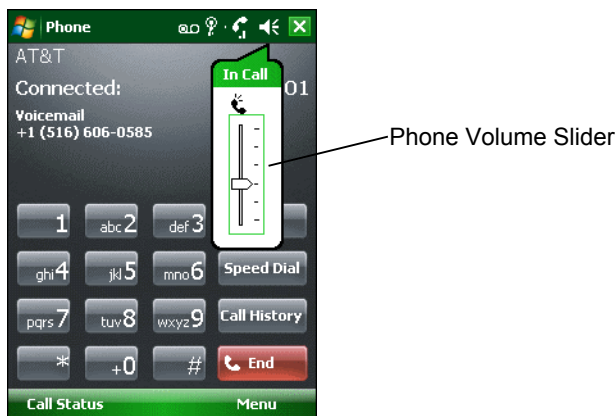 Phone
AT&T
In Call
Connected: 01
Voicemail
+1 (516) 606-0585
Phone Volume Slider
1 abc2 def3
ghi4 jkl5 mno6 Speed Dial
pqrs7 tuv8 wxyz9 Call History
* +0 # End
Call Status Menu